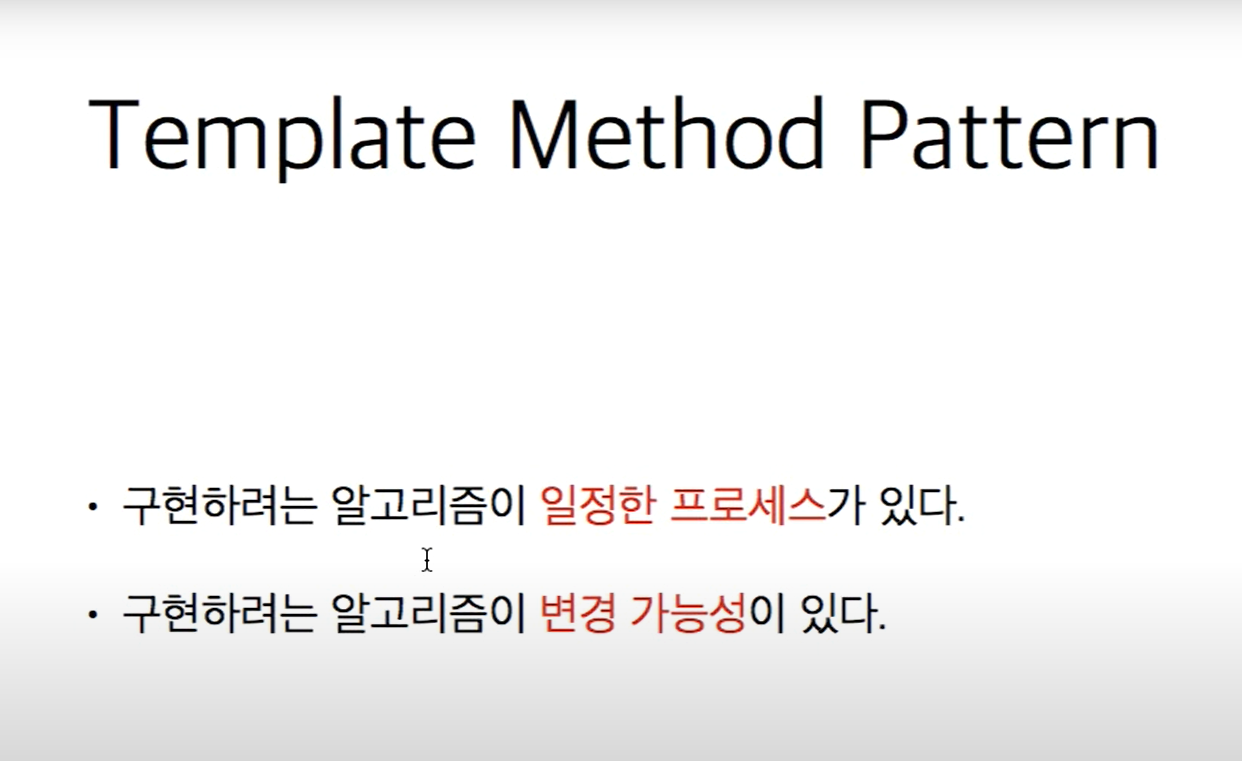 Template Method Pattern
• 구현하려는 알고리즘이 일정한 프로세스가 있다.
• 구현하려는 알고리즘이 변경 가능성이 있다.